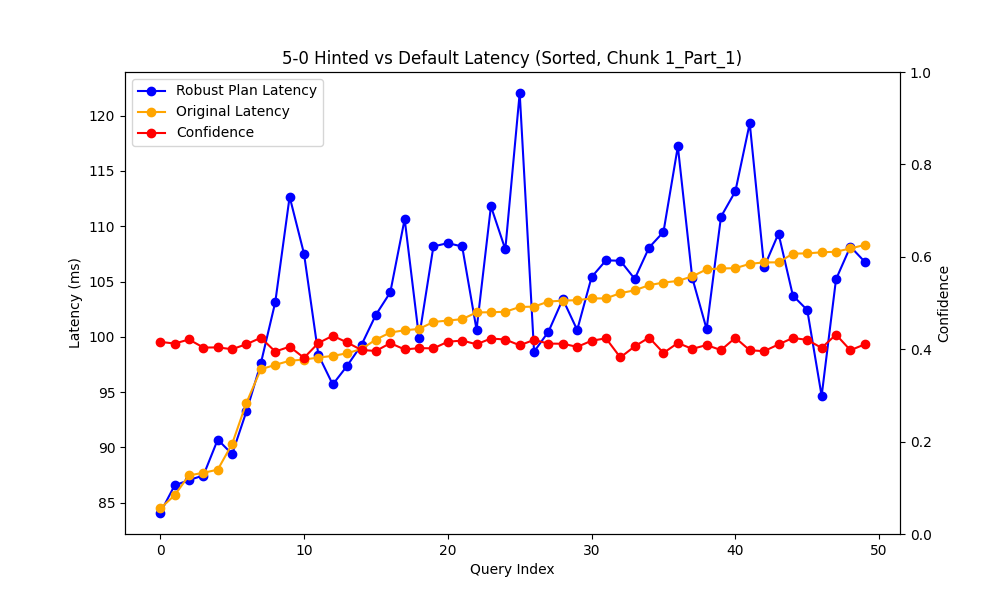 5-0 Hinted vs Default Latency (Sorted, Chunk 1_Part_1)
Robust Plan Latency
Original Latency
Confidence
120
115
110
105
100
95
90
85
Latency (ms)
1.0
0.8
0.6
0.4
0.2
0.0
Confidence
0 10 20 30 40 50
Query Index